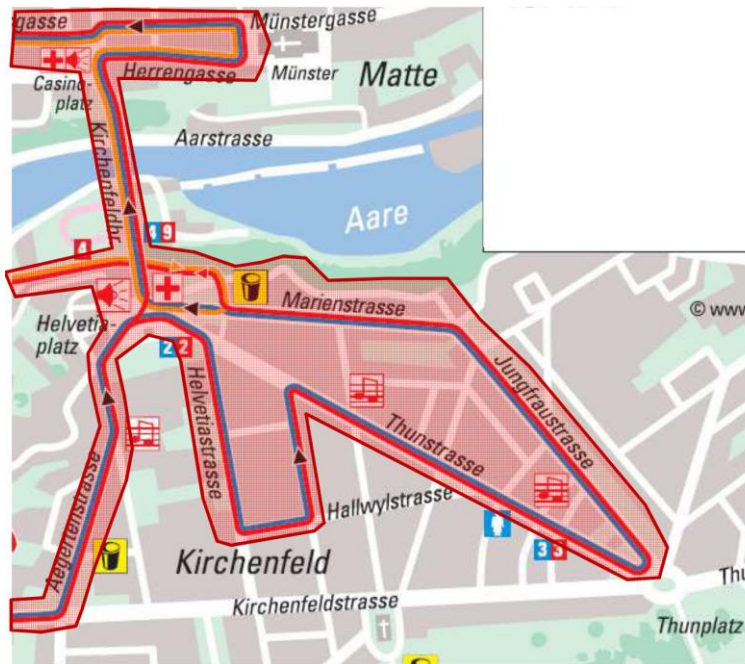 gasse
Münstergasse
Casino-
platz
Herrengasse
Münster
Matte
Aarstrasse
Kirchenfeldbr.
Aare
4
4 9
Marienstrasse
© www
Helvetia-
platz
2 2
Helvetiastrasse
Jungfraustrasse
Thunstrasse
Aegertenstrasse
Hallwylstrasse
3 3
Kirchenfeld
Kirchenfeldstrasse
Thu
Thunplatz